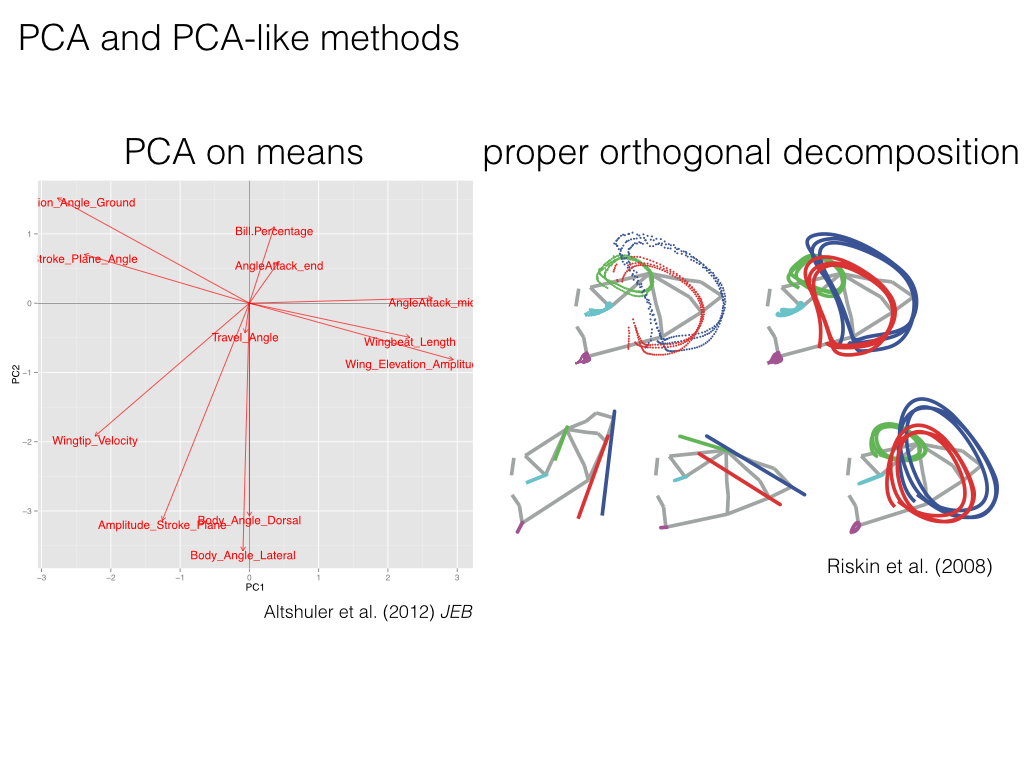 PCA and PCA-like methods
PCA on means
proper orthogonal decomposition
ion_Angle_Ground
Bill.Percentage
Stroke_Plane_Angle
AngleAttack_end
AngleAttack_mid
Travel_Angle
Wingbeat_Length
Wing_Elevation_Amplitu
Wingtip_Velocity
Body_Angle_Dorsal
Amplitude_Stroke_Plane
Body_Angle_Lateral
PC2
1
0
−1
−2
−3
−3 −2 −1 0 1 2 3
PC1
Altshuler et al. (2012) JEB
Riskin et al. (2008)